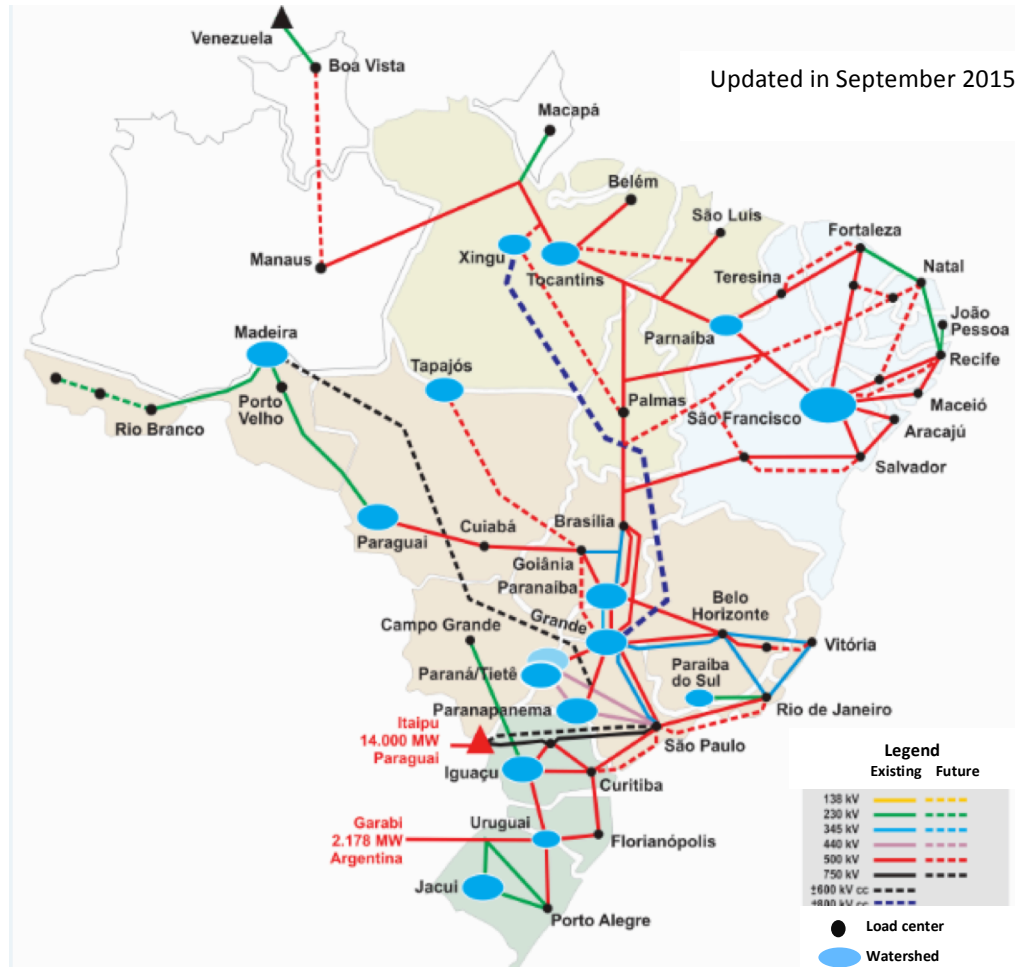 Venezuela
Boa Vista
Updated in September 2015
Macapá
Belém
São Luís
Fortaleza
Xingu
Tocantins
Teresina
Natal
Manaus
João
Pessoa
Madeira
Parnaíba
Recife
Tapajós
Porto
Velho
Palmas
São Francisco
Maceió
Rio Branco
Aracajú
Salvador
Brasília
Cuiabá
Paraguai
Goiânia
Paranaíba
Belo
Horizonte
Grande
Campo Grande
Vitória
Paraná/Tietê
Paraíba
do Sul
Paranapanema
Rio de Janeiro
Itaipu
14.000 MW
Paraguai
São Paulo
Iguaçu
Curitiba
Garabi
2.178 MW
Argentina
Uruguai
Florianópolis
Jacui
Porto Alegre
Legend
Existing Future
138 kV
230 kV
345 kV
440 kV
500 kV
750 kV
±600 kV cc
±800 kV cc
Load center
Watershed